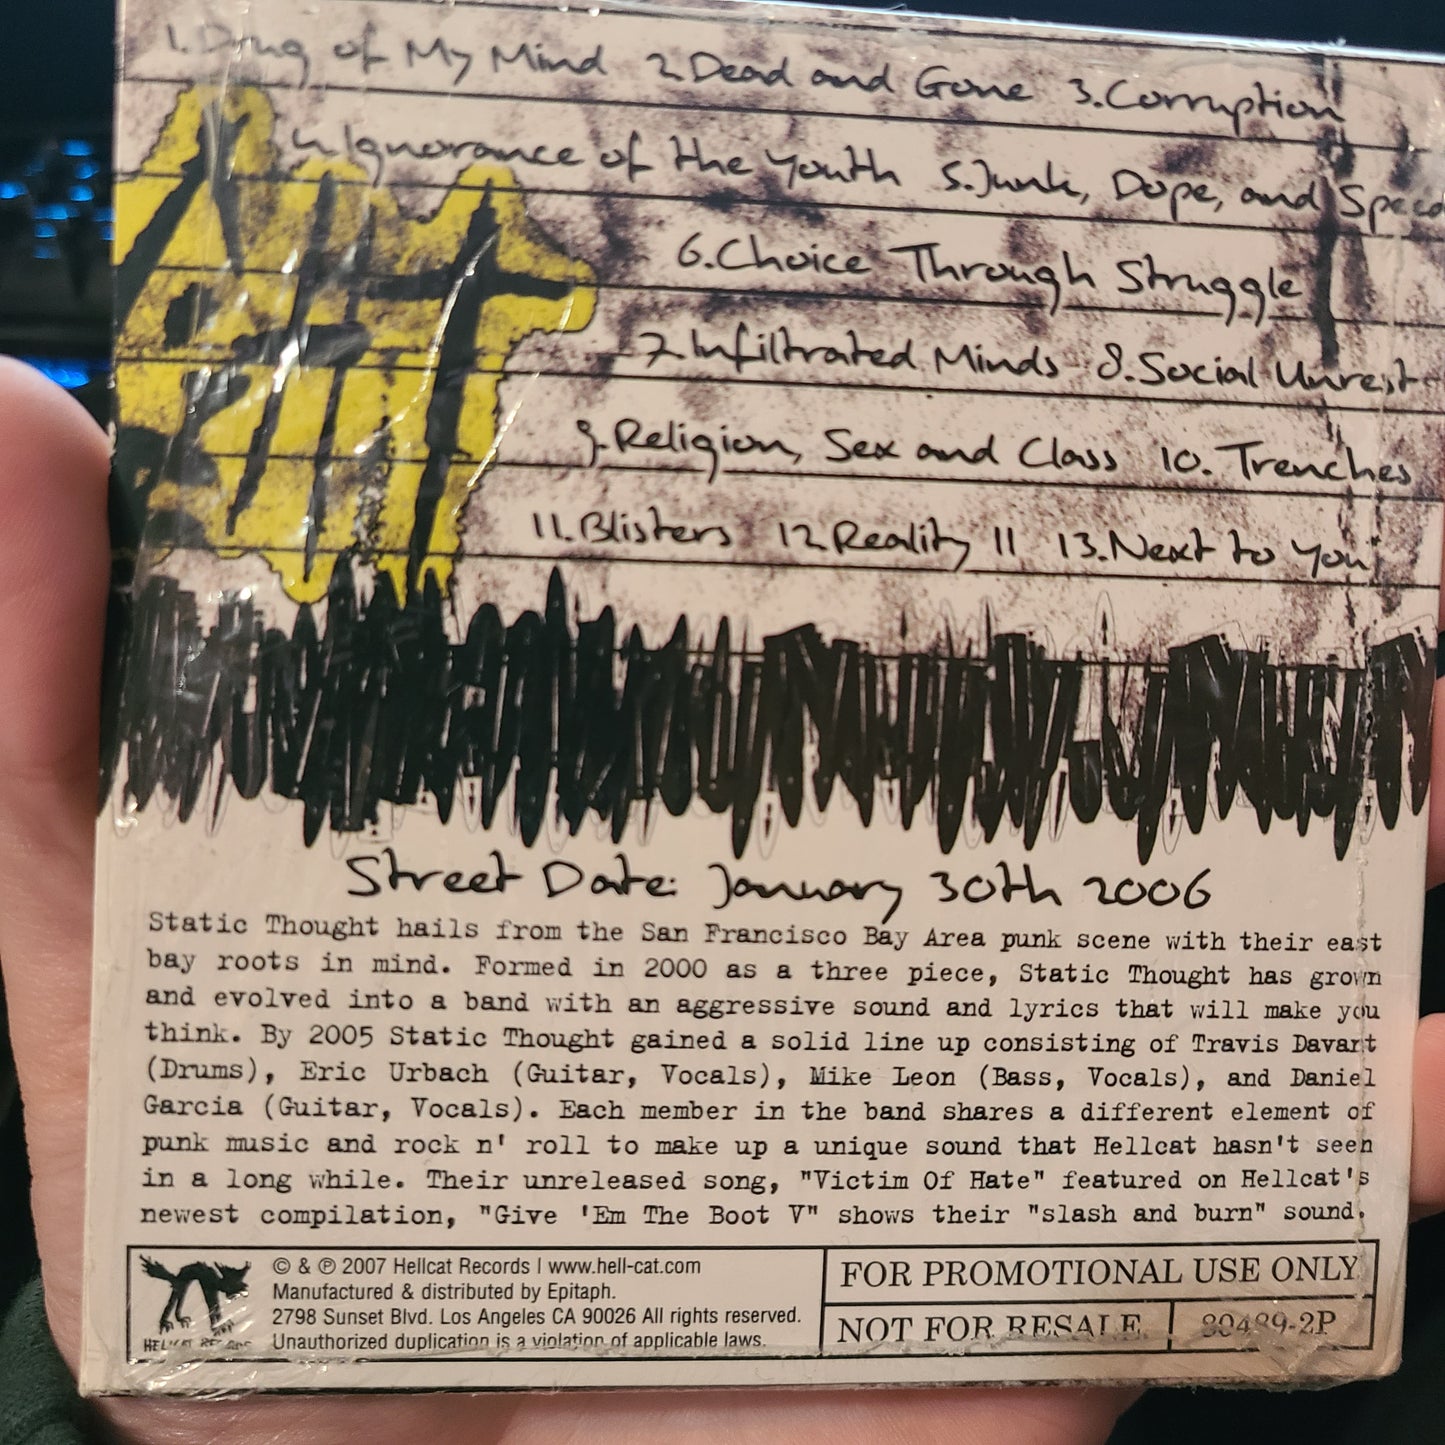 1.Drug of My Mind 2.Dead and Gone 3.Corruption
4.Ignorance of the Youth 5.Junk, Dope, and Speed
6.Choice Through Struggle
7.Infiltrated Minds 8.Social Unrest
9.Religion, Sex and Class 10. Trenches
11.Blisters 12.Reality 11 13.Next to You
Street Date: January 30th 2006
Static Thought hails from the San Francisco Bay Area punk scene with their east
bay roots in mind. Formed in 2000 as a three piece, Static Thought has grown
and evolved into a band with an aggressive sound and lyrics that will make you
think. By 2005 Static Thought gained a solid line up consisting of Travis Davart
(Drums), Eric Urbach (Guitar, Vocals), Mike Leon (Bass, Vocals), and Daniel
Garcia (Guitar, Vocals). Each member in the band shares a different element of
punk music and rock n' roll to make up a unique sound that Hellcat hasn't seen
in a long while. Their unreleased song, "Victim Of Hate" featured on Hellcat's
newest compilation, "Give 'Em The Boot V" shows their "slash and burn" sound.
© & ℗ 2007 Hellcat Records | www.hell-cat.com
Manufactured & distributed by Epitaph.
2798 Sunset Blvd. Los Angeles CA 90026 All rights reserved.
Unauthorized duplication is a violation of applicable laws.
HELLCAT RECORDS
FOR PROMOTIONAL USE ONLY
NOT FOR RESALE 80489-2P